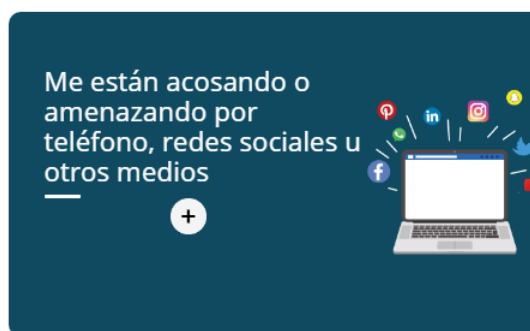 Me están acosando o
amenazando por
teléfono, redes sociales u
otros medios